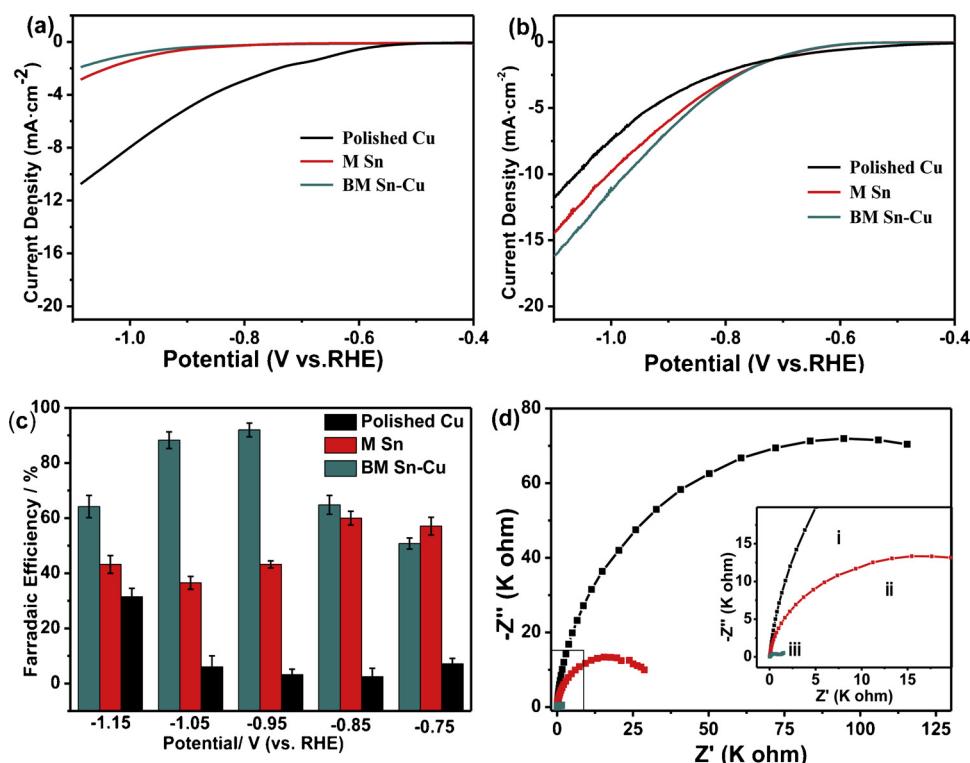 (a)
0
-4
-8
-12
-16
-20
Current Density (mA·cm-2)
Polished Cu
M Sn
BM Sn-Cu
-1.0
-0.8
-0.6
-0.4
Potential (V vs.RHE)
(b)
0
-5
-10
-15
-20
Current Density (mA·cm-2)
Polished Cu
M Sn
BM Sn-Cu
-1.0
-0.8
-0.6
-0.4
Potential (V vs.RHE)
(c)
100
80
60
40
20
0
Farradaic Efficiency / %
Polished Cu
M Sn
BM Sn-Cu
-1.15
-1.05
-0.95
-0.85
-0.75
Potential/ V (vs. RHE)
(d)
80
60
40
20
0
-Z" (K ohm)
0
25
50
75
100
125
Z' (K ohm)
15
10
5
0
-Z" (K ohm)
i
ii
iii
0
5
10
15
Z' (K ohm)